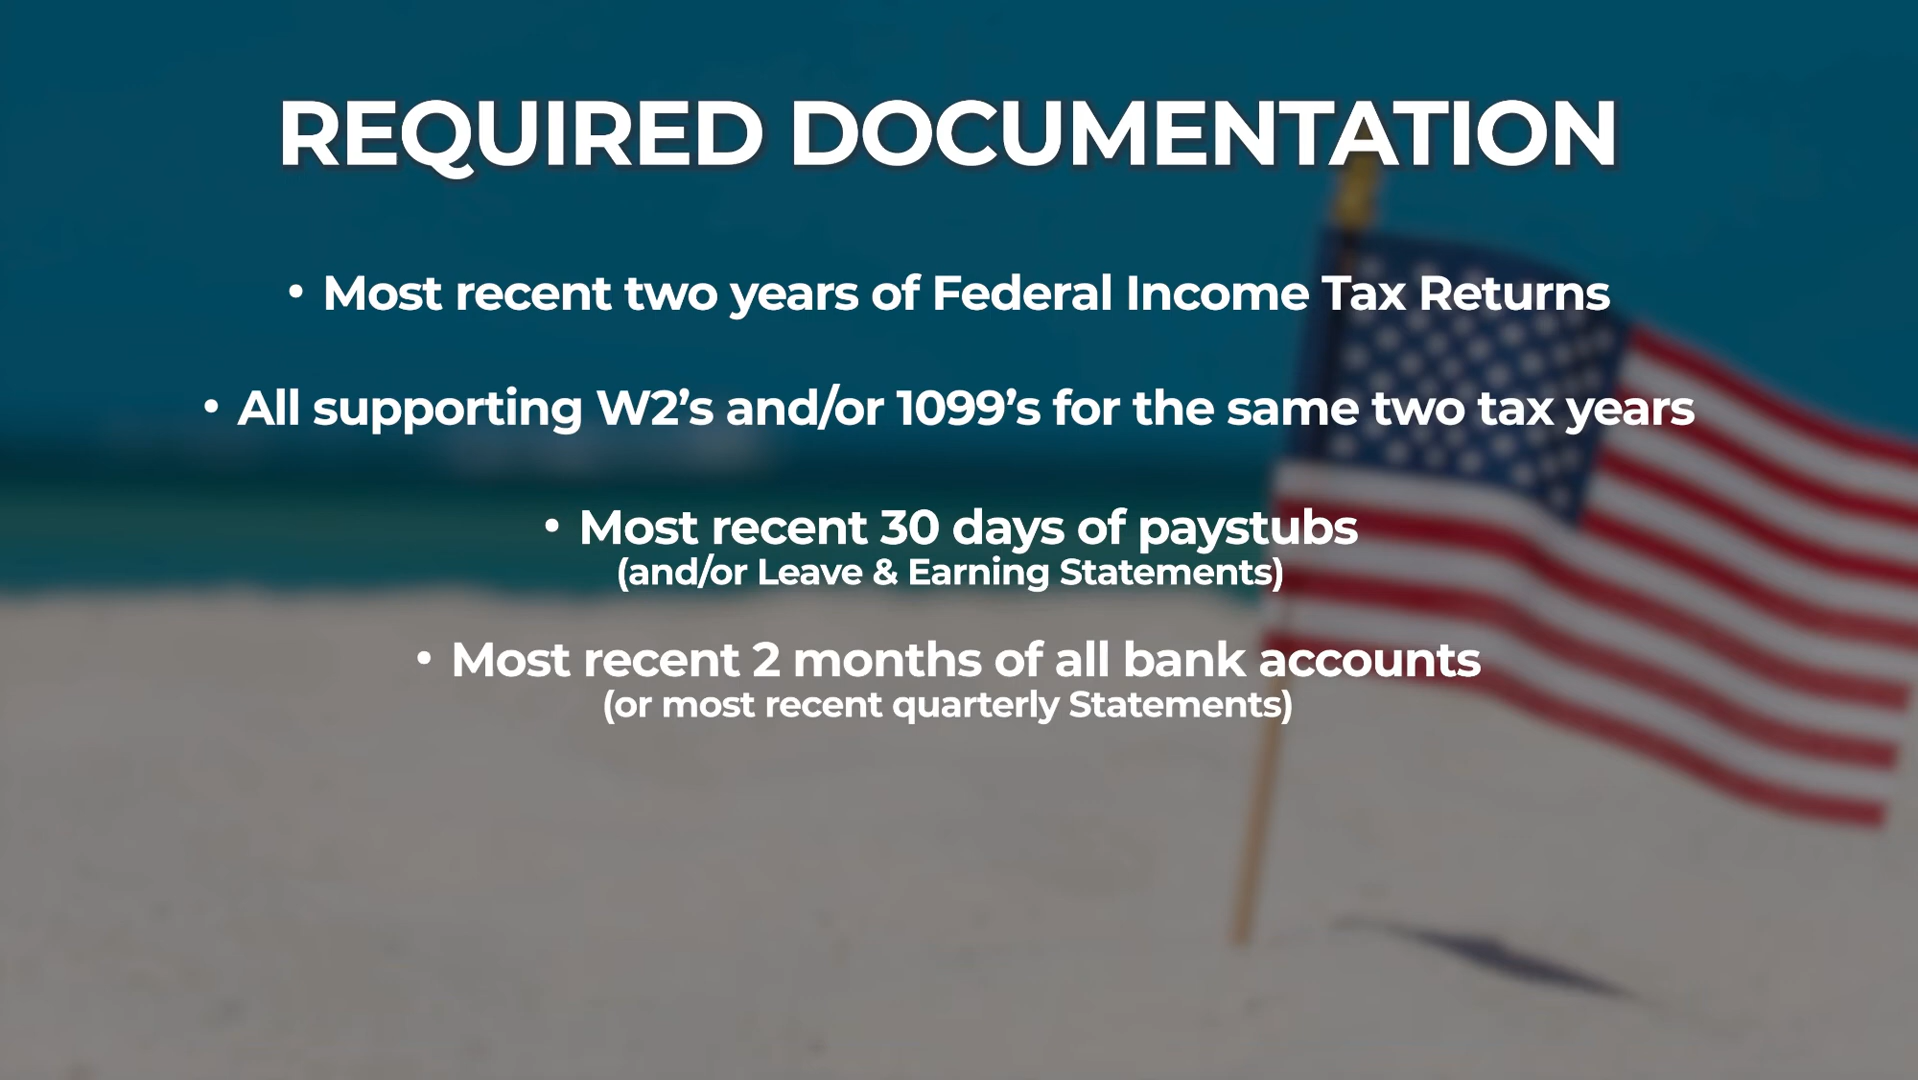 REQUIRED DOCUMENTATION
• Most recent two years of Federal Income Tax Returns
• All supporting W2’s and/or 1099’s for the same two tax years
• Most recent 30 days of paystubs
(and/or Leave & Earning Statements)
• Most recent 2 months of all bank accounts
(or most recent quarterly Statements)